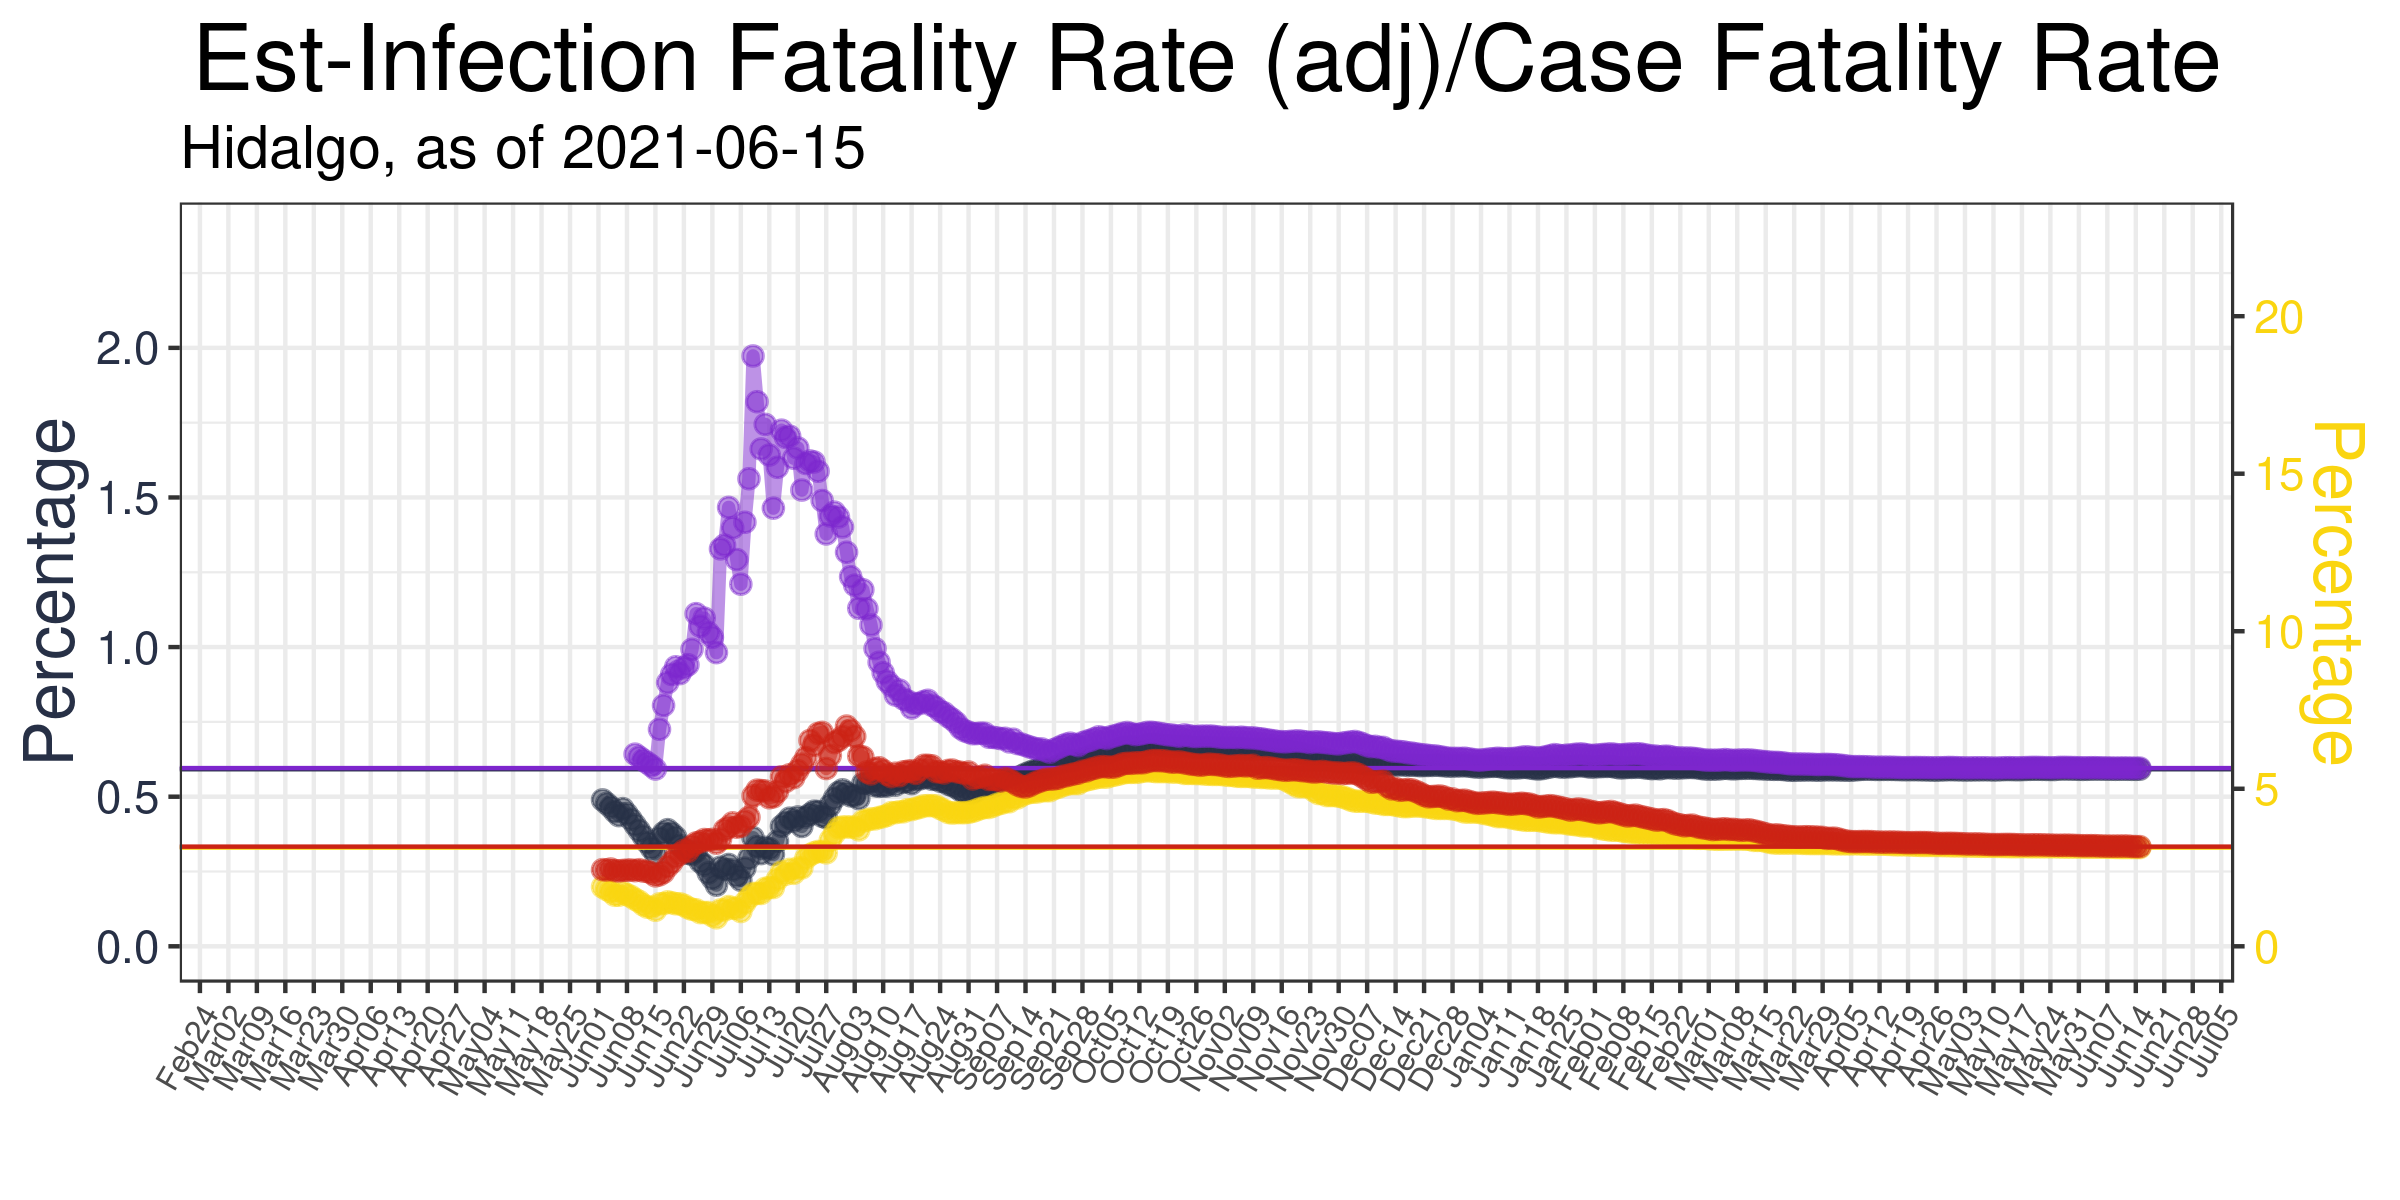 Est-Infection Fatality Rate (adj)/Case Fatality Rate
Hidalgo, as of 2021-06-15
Percentage
2.0
1.5
1.0
0.5
0.0
20
15
10
5
0
Percentage
Feb24 Mar02 Mar09 Mar16 Mar23 Mar30 Apr06 Apr13 Apr20 Apr27 May04 May11 May18 May25 Jun01 Jun08 Jun15 Jun22 Jun29 Jul06 Jul13 Jul20 Jul27 Aug03 Aug10 Aug17 Aug24 Aug31 Sep07 Sep14 Sep21 Sep28 Oct05 Oct12 Oct19 Oct26 Nov02 Nov09 Nov16 Nov23 Nov30 Dec07 Dec14 Dec21 Dec28 Jan04 Jan11 Jan18 Jan25 Feb01 Feb08 Feb15 Feb22 Mar01 Mar08 Mar15 Mar22 Mar29 Apr05 Apr12 Apr19 Apr26 May03 May10 May17 May24 May31 Jun07 Jun14 Jun21 Jun28 Jul05